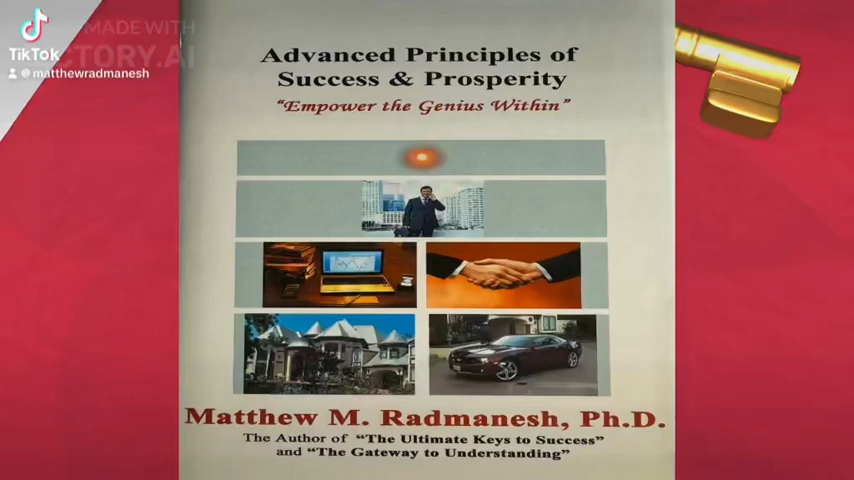 MADE WITH
TikTok
@matthewradmanesh
Advanced Principles of
Success & Prosperity
"Empower the Genius Within"
Matthew M. Radmanesh, Ph.D.
The Author of "The Ultimate Keys to Success"
and "The Gateway to Understanding"